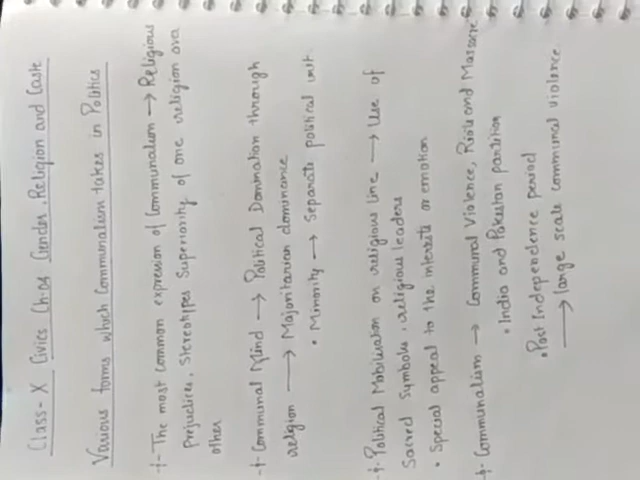 Class-X Civics Ch:04 Gender, Religion and Caste
Various forms which Communalism takes in Politics
-|- The most common expression of Communalism → Religious
Prejudices, Stereotypes Superiority of one religion over
other
-|- Communal Mind → Political Domination through
religion → Majoritarian dominance
• Minority → Separate political unit.
-|- Political Mobilisation on religious line → Use of
Sacred Symbols, religious leaders
• Special appeal to the interests or emotion
-|- Communalism → Communal Violence, Riots and Massacre
• India and Pakistan partition
• Post Independence period
→ large scale communal violence